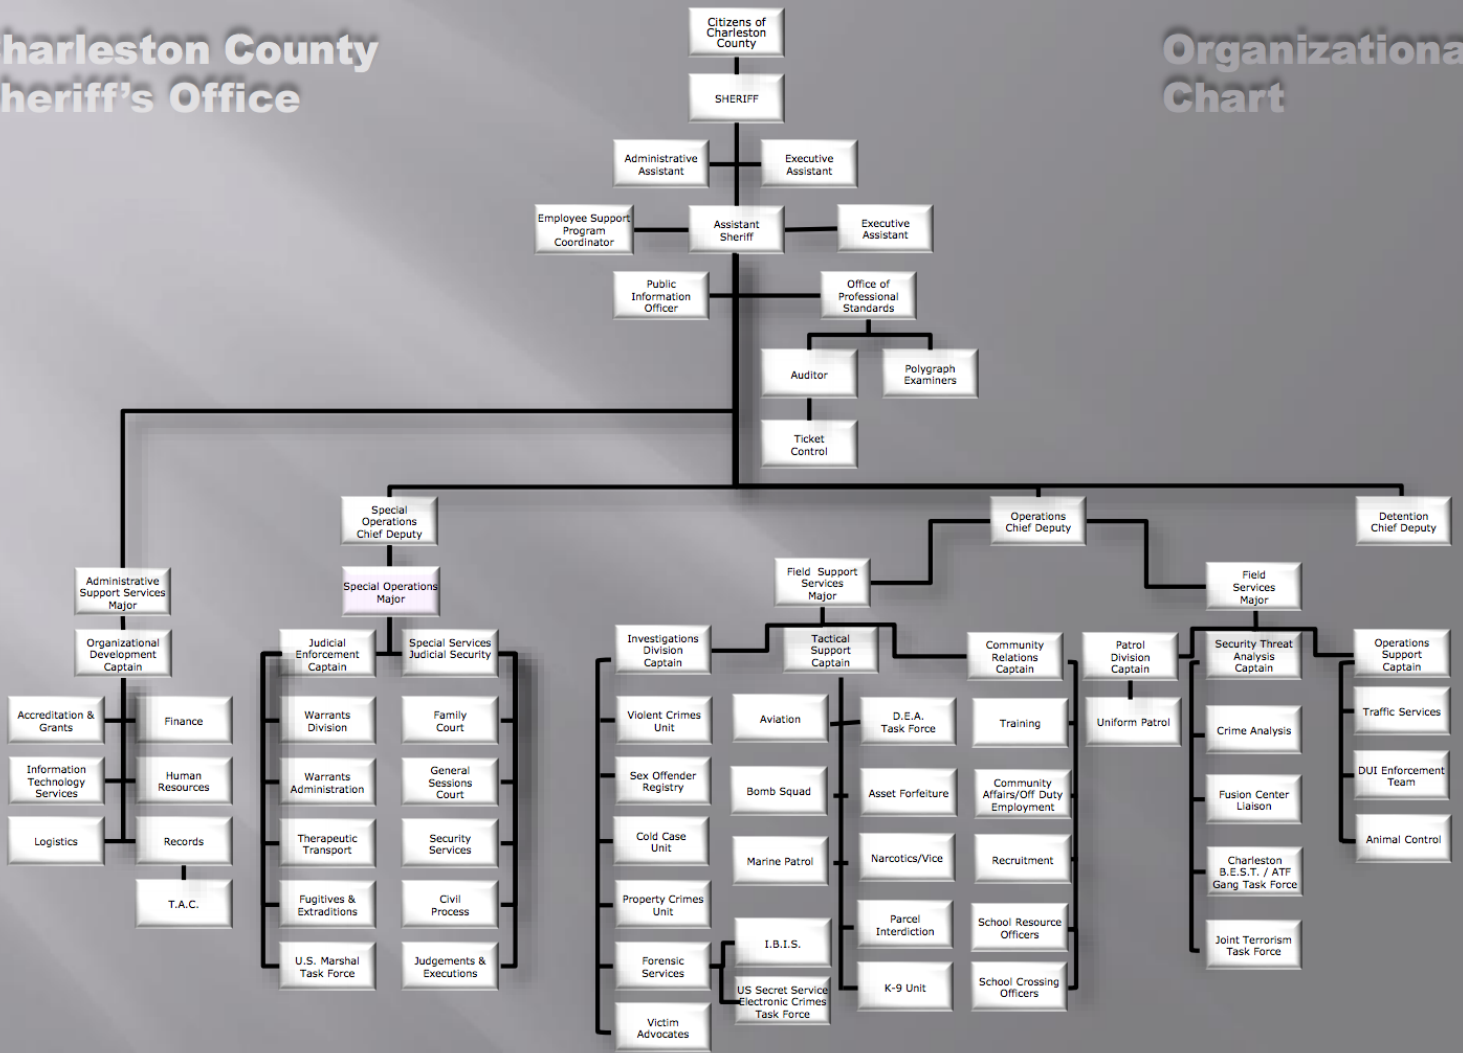 harleston County
heriff's Office
Organizationa
Chart
Citizens of
Charleston
County
SHERIFF
Administrative
Assistant
Executive
Assistant
Employee Support
Program
Coordinator
Assistant
Sheriff
Executive
Assistant
Public
Information
Officer
Office of
Professional
Standards
Auditor
Polygraph
Examiners
Ticket
Control
Special
Operations
Chief Deputy
Operations
Chief Deputy
Detention
Chief Deputy
Administrative
Support Services
Major
Special Operations
Major
Field Support
Services
Major
Field
Services
Major
Organizational
Development
Captain
Judicial
Enforcement
Captain
Special Services
Judicial Security
Investigations
Division
Captain
Tactical
Support
Captain
Community
Relations
Captain
Patrol
Division
Captain
Security Threat
Analysis
Captain
Operations
Support
Captain
Accreditation &
Grants
Finance
Information
Technology
Services
Human
Resources
Logistics
Records
T.A.C.
Warrants
Division
Warrants
Administration
Therapeutic
Transport
Fugitives &
Extraditions
U.S. Marshal
Task Force
Family
Court
General
Sessions
Court
Security
Services
Civil
Process
Judgements &
Executions
Violent Crimes
Unit
Sex Offender
Registry
Cold Case
Unit
Property Crimes
Unit
Forensic
Services
Victim
Advocates
I.B.I.S.
US Secret Service
Electronic Crimes
Task Force
Aviation
Bomb Squad
Marine Patrol
D.E.A.
Task Force
Asset Forfeiture
Narcotics/Vice
Parcel
Interdiction
K-9 Unit
Training
Community
Affairs/Off Duty
Employment
Recruitment
School Resource
Officers
School Crossing
Officers
Uniform Patrol
Crime Analysis
Fusion Center
Liaison
Charleston
B.E.S.T. / ATF
Gang Task Force
Joint Terrorism
Task Force
Traffic Services
DUI Enforcement
Team
Animal Control